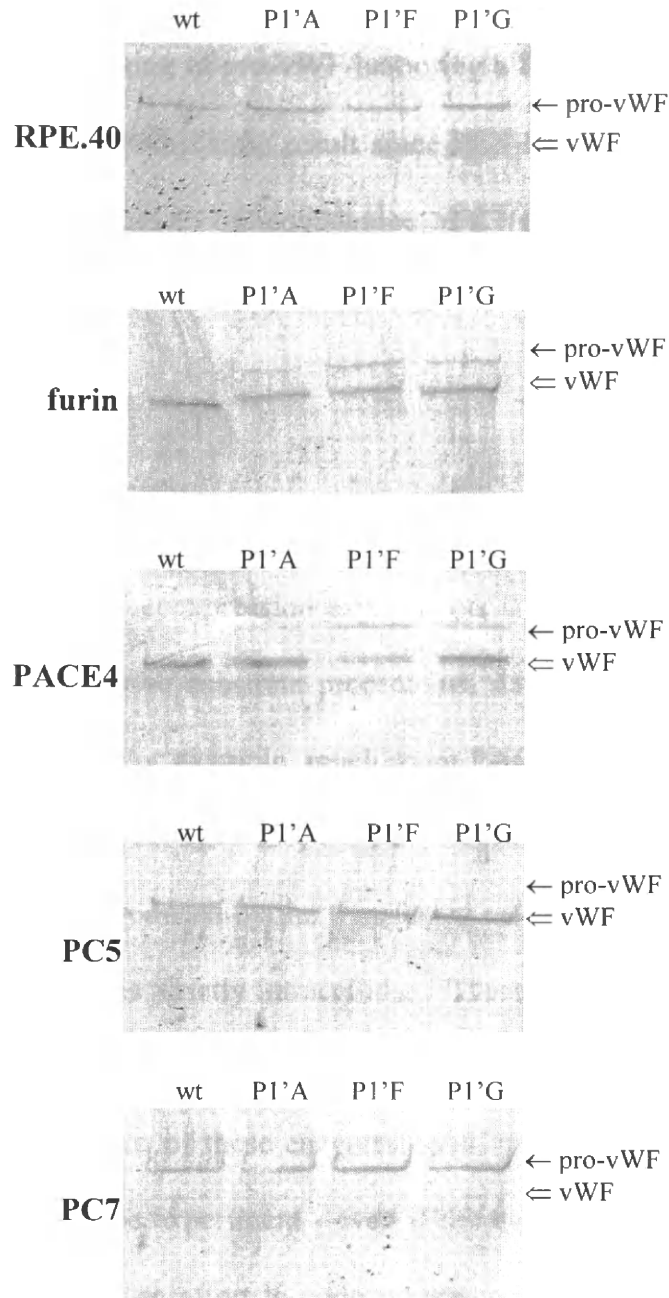 wt P1'A P1'F P1'G
← pro-vWF
RPE.40
⇐ vWF
wt P1'A P1'F P1'G
← pro-vWF
⇐ vWF
furin
wt P1'A P1'F P1'G
← pro-vWF
⇐ vWF
PACE4
wt P1'A P1'F P1'G
← pro-vWF
⇐ vWF
PC5
wt P1'A P1'F P1'G
← pro-vWF
⇐ vWF
PC7